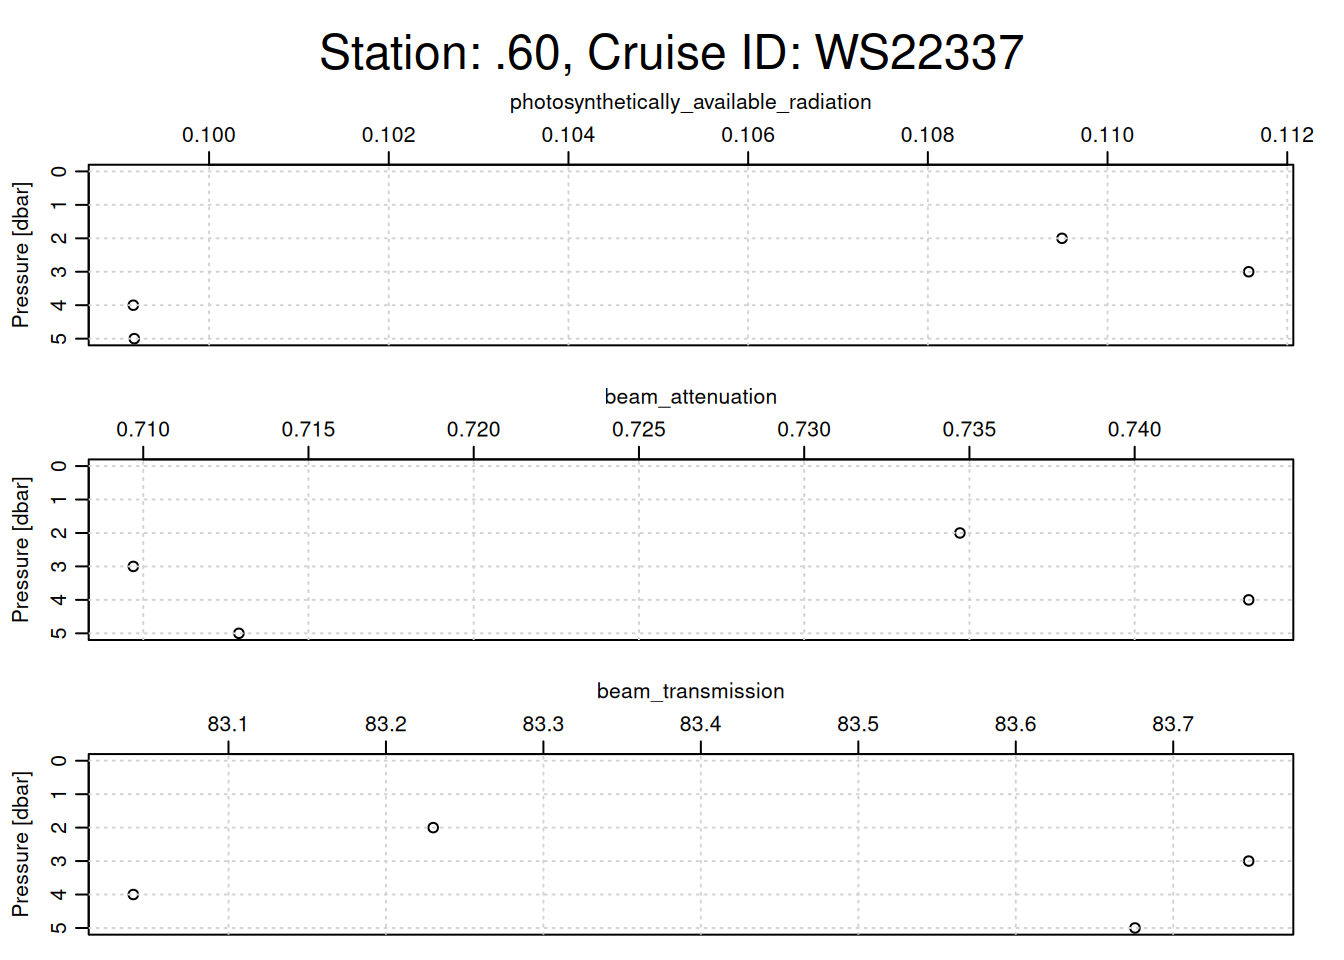 Station: .60, Cruise ID: WS22337
photosynthetically_available_radiation
0.100 0.102 0.104 0.106 0.108 0.110 0.112
Pressure [dbar]
0
1
2
3
4
5
beam_attenuation
0.710 0.715 0.720 0.725 0.730 0.735 0.740
Pressure [dbar]
0
1
2
3
4
5
beam_transmission
83.1 83.2 83.3 83.4 83.5 83.6 83.7
Pressure [dbar]
0
1
2
3
4
5